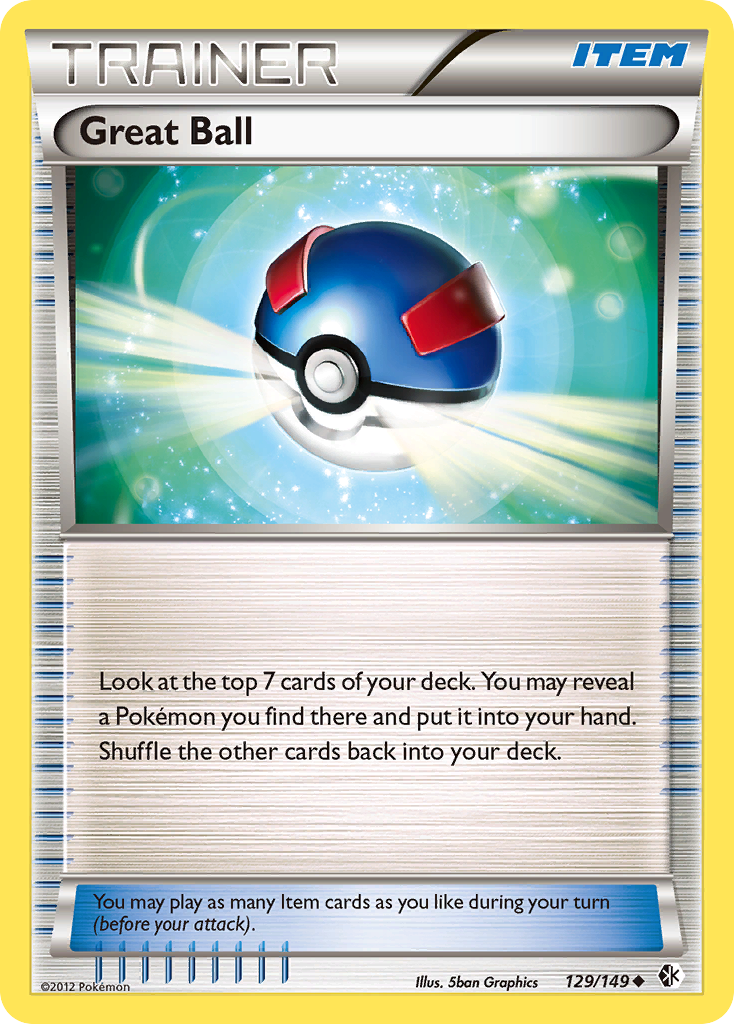 TRAINER
ITEM
Great Ball
Look at the top 7 cards of your deck. You may reveal
a Pokémon you find there and put it into your hand.
Shuffle the other cards back into your deck.
You may play as many Item cards as you like during your turn
(before your attack).
©2012 Pokémon
Illus. 5ban Graphics
129/149